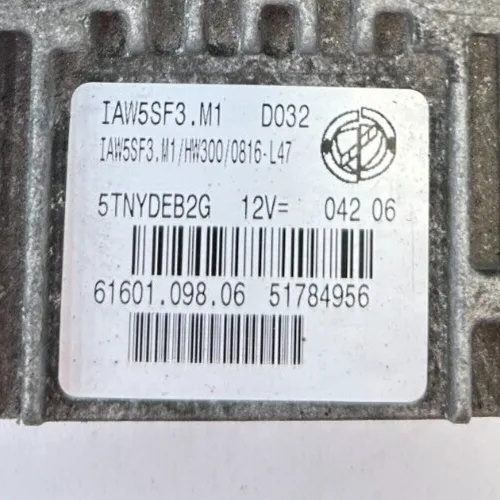 IAW5SF3.M1 D032
IAW5SF3.M1/HW300/0816-L47
5TNYDEB2G 12V= 042 06
61601.098.06 51784956